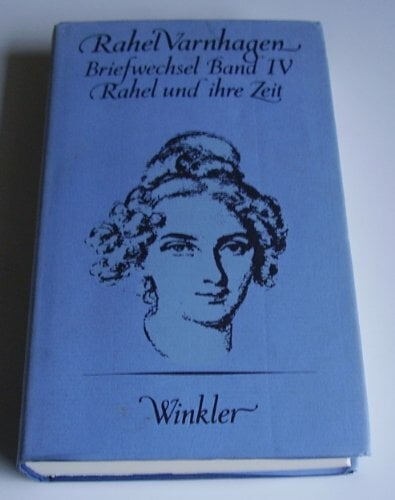 Rahel Varnhagen
Briefwechsel Band IV
Rahel und ihre Zeit
Winkler